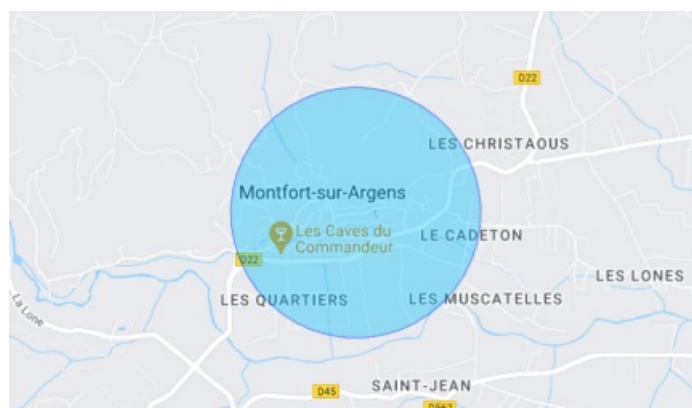 D22
LES CHRISTAOUS
Montfort-sur-Argens
Les Caves du
Commandeur
LE CADETON
D22
LES LONES
LES QUARTIERS
LES MUSCATELLES
La Lone
SAINT-JEAN
D45
D562